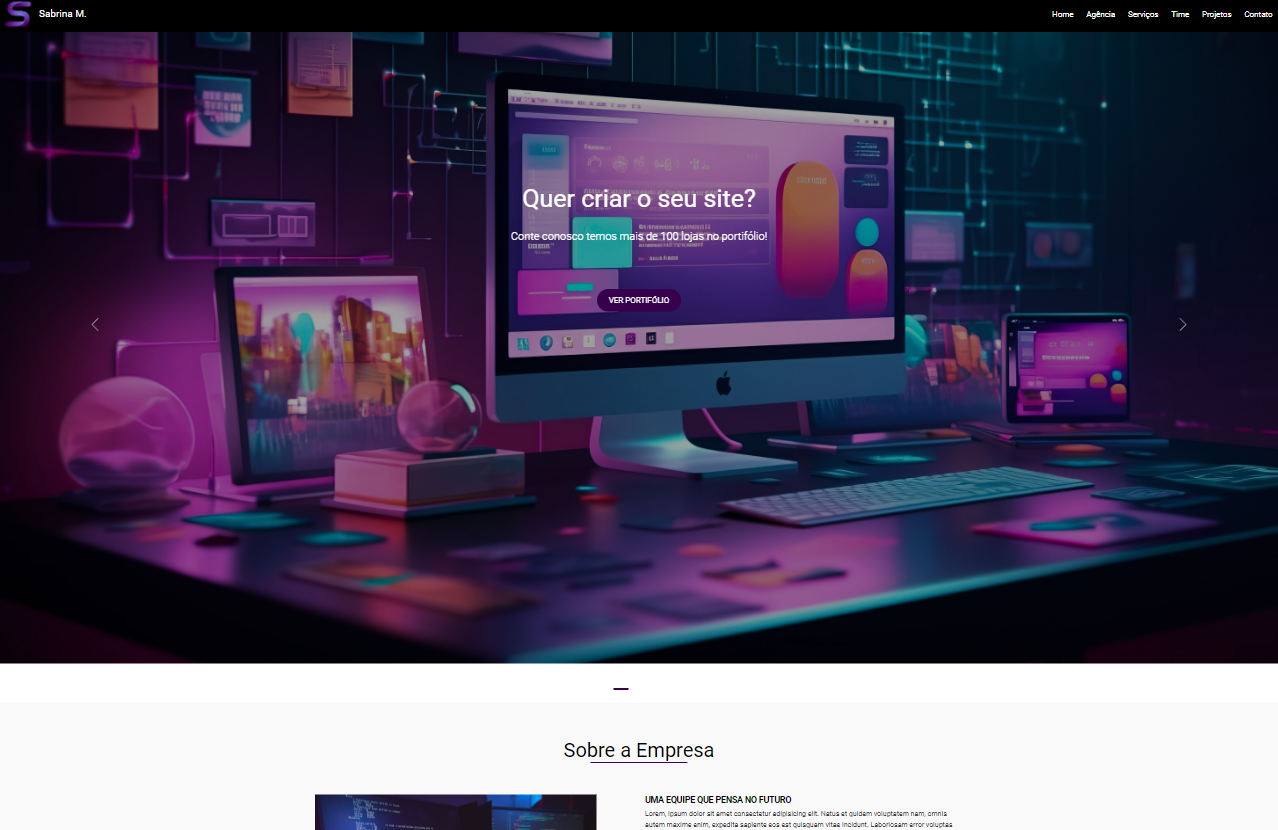 Sabrina M.
Home Agência Serviços Time Projetos Contato
Quer criar o seu site?
Conte conosco temos mais de 100 lojas no portifólio!
VER PORTIFÓLIO
Sobre a Empresa
UMA EQUIPE QUE PENSA NO FUTURO
Lorem, ipsum dolor sit amet consectetur adipisicing elit. Natus et quidem voluptatem nam, omnis
autem maxime enim, expedita sapiente eos est quisquam vitae incidunt. Laboriosam error voluptas